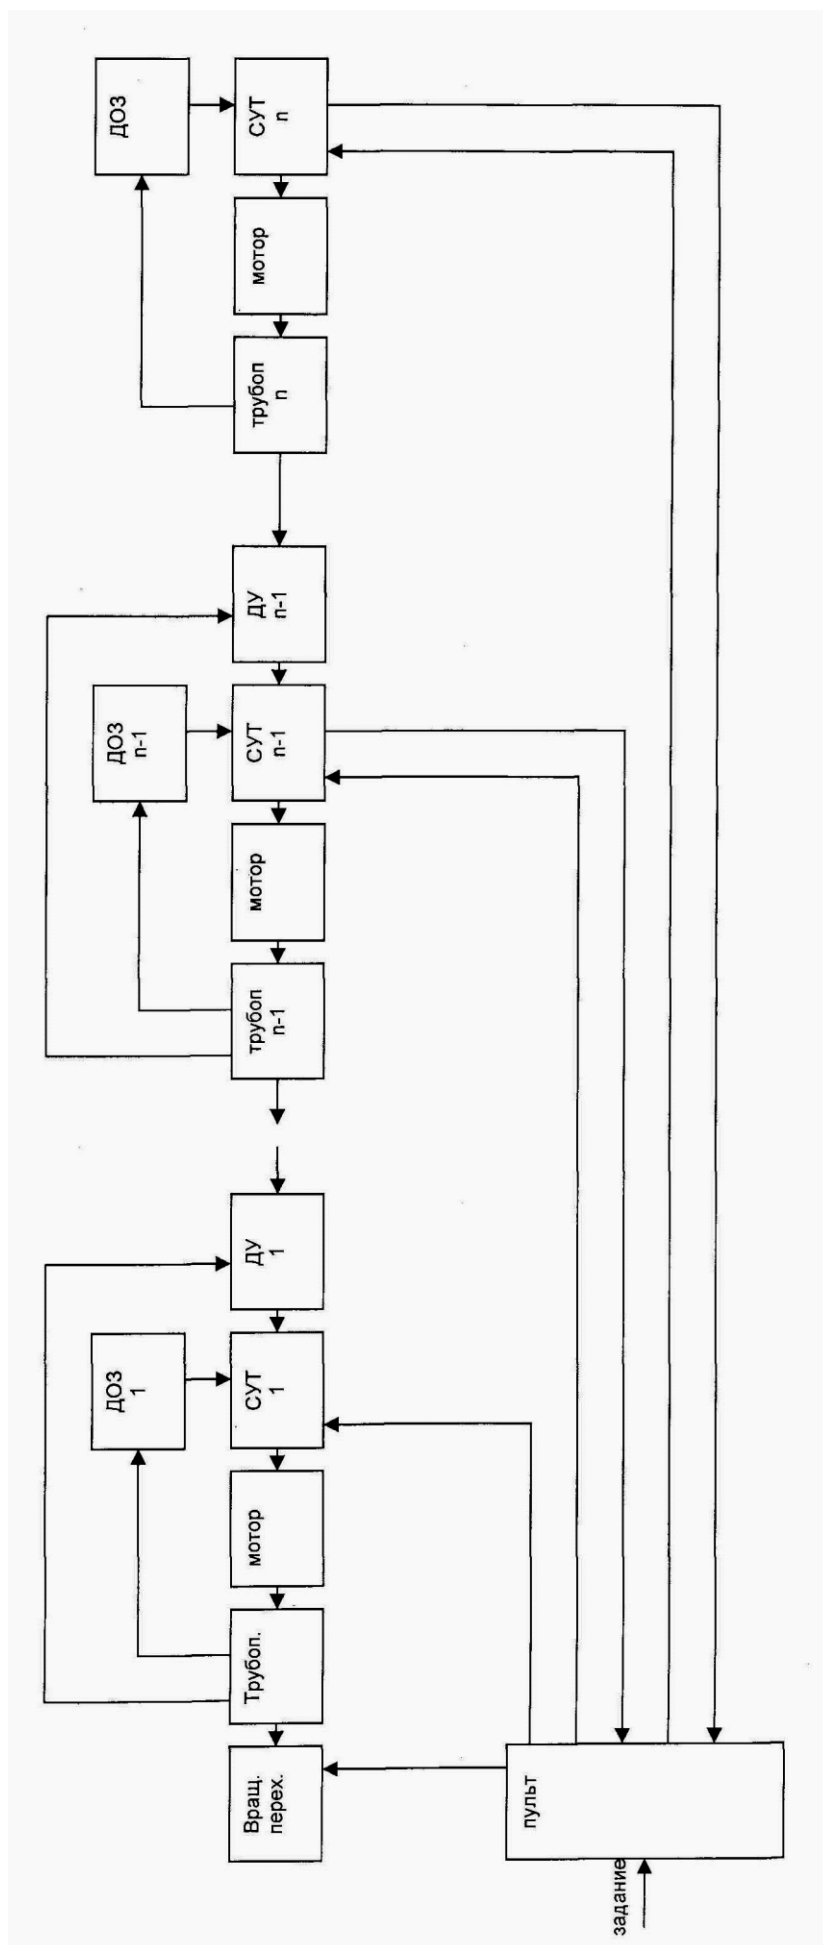 ДОЗ
СУТ
n
мотор
трубоп
n
ДУ
n-1
ДОЗ
n-1
СУТ
n-1
мотор
трубоп
n-1
ДУ
1
ДОЗ
1
СУТ
1
мотор
Трубоп.
Вращ.
перех.
пульт
задание